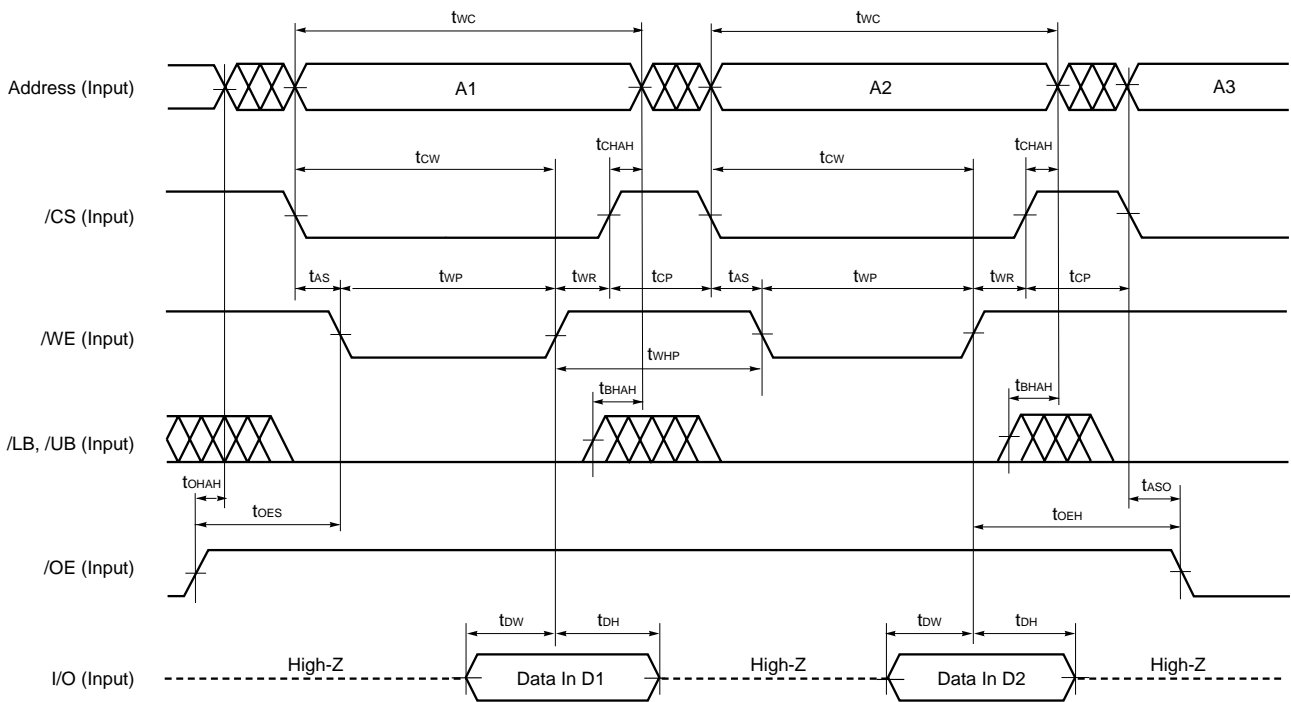 tWC tWC
Address (Input) A1 A2 A3
tCHAH tCHAH
tCW tCW
/CS (Input)
tAS tWP tWR tCP tAS tWP tWR tCP
/WE (Input)
tWHP
tBHAH tBHAH
/LB, /UB (Input)
tOHAH tASO
tOES tOEH
/OE (Input)
tDW tDH tDW tDH
High-Z High-Z High-Z
I/O (Input) Data In D1 Data In D2